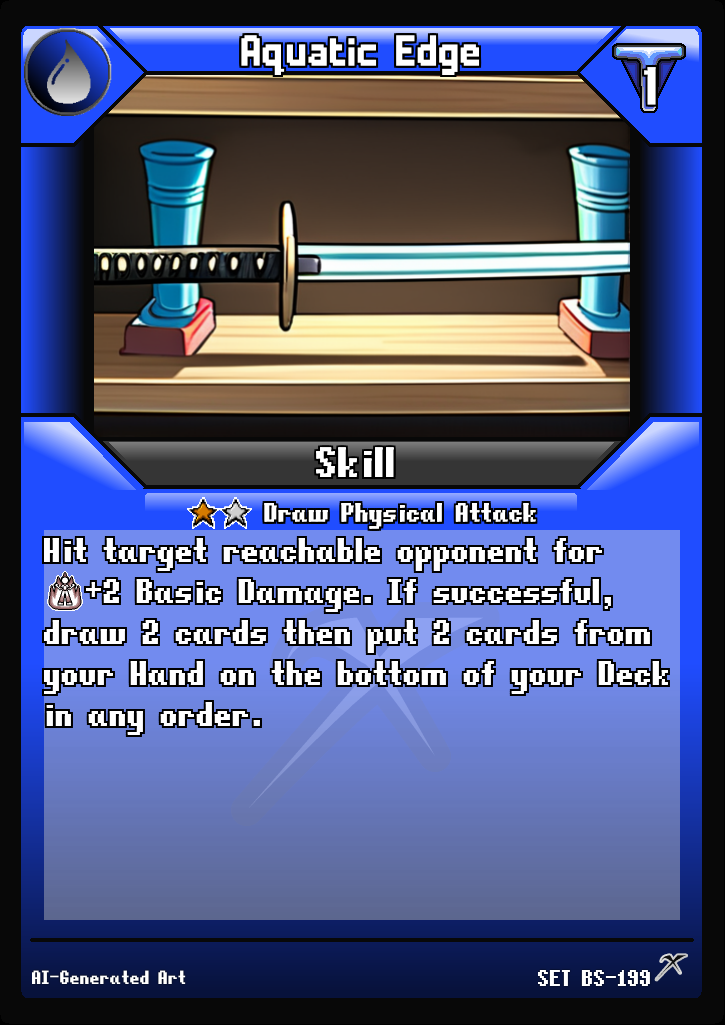 Aquatic Edge
1
Skill
Draw Physical Attack
Hit target reachable opponent for
+2 Basic Damage. If successful,
draw 2 cards then put 2 cards from
your Hand on the bottom of your Deck
in any order.
AI-Generated Art
SET BS-199